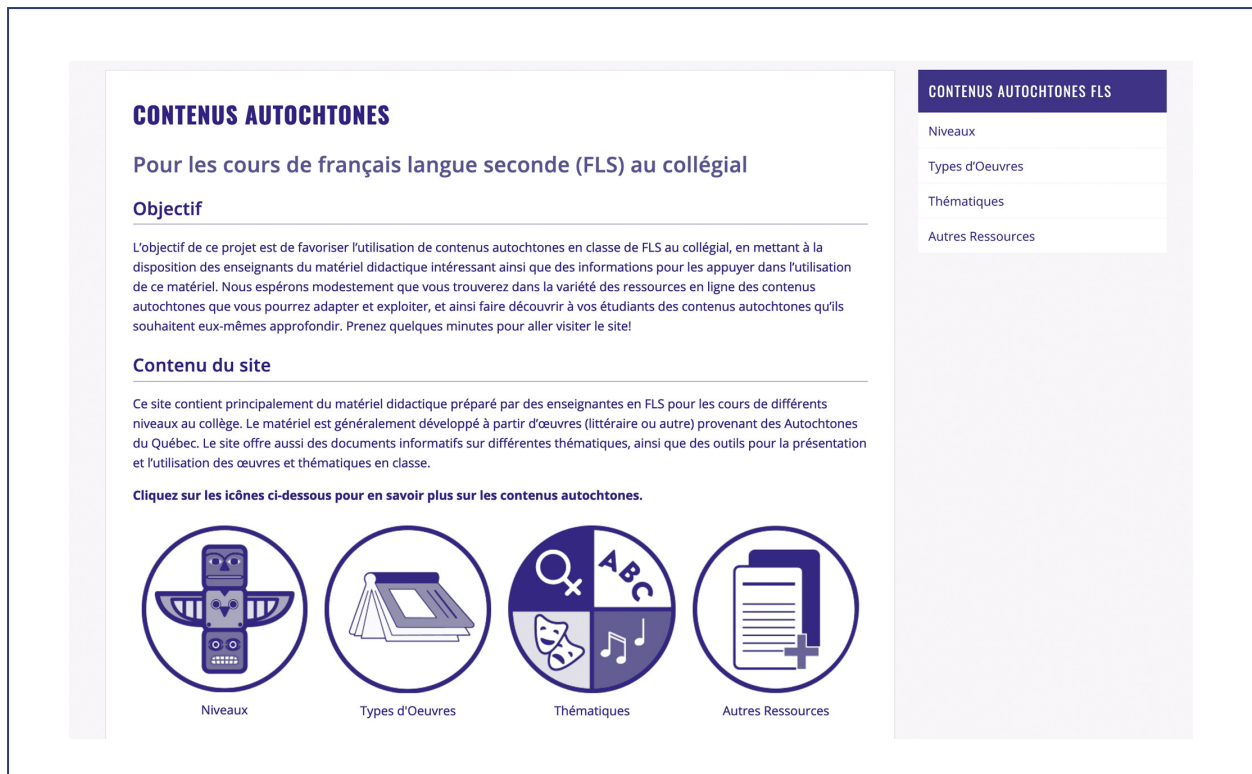 CONTENUS AUTOCHTONES
Pour les cours de français langue seconde (FLS) au collégial
Objectif
L'objectif de ce projet est de favoriser l'utilisation de contenus autochtones en classe de FLS au collégial, en mettant à la
disposition des enseignants du matériel didactique intéressant ainsi que des informations pour les appuyer dans l'utilisation
de ce matériel. Nous espérons modestement que vous trouverez dans la variété des ressources en ligne des contenus
autochtones que vous pourrez adapter et exploiter, et ainsi faire découvrir à vos étudiants des contenus autochtones qu'ils
souhaitent eux-mêmes approfondir. Prenez quelques minutes pour aller visiter le site!
Contenu du site
Ce site contient principalement du matériel didactique préparé par des enseignantes en FLS pour les cours de différents
niveaux au collège. Le matériel est généralement développé à partir d'œuvres (littéraire ou autre) provenant des Autochtones
du Québec. Le site offre aussi des documents informatifs sur différentes thématiques, ainsi que des outils pour la présentation
et l'utilisation des œuvres et thématiques en classe.
Cliquez sur les icônes ci-dessous pour en savoir plus sur les contenus autochtones.
ABC
Niveaux
Types d'Oeuvres
Thématiques
Autres Ressources
CONTENUS AUTOCHTONES FLS
Niveaux
Types d'Oeuvres
Thématiques
Autres Ressources